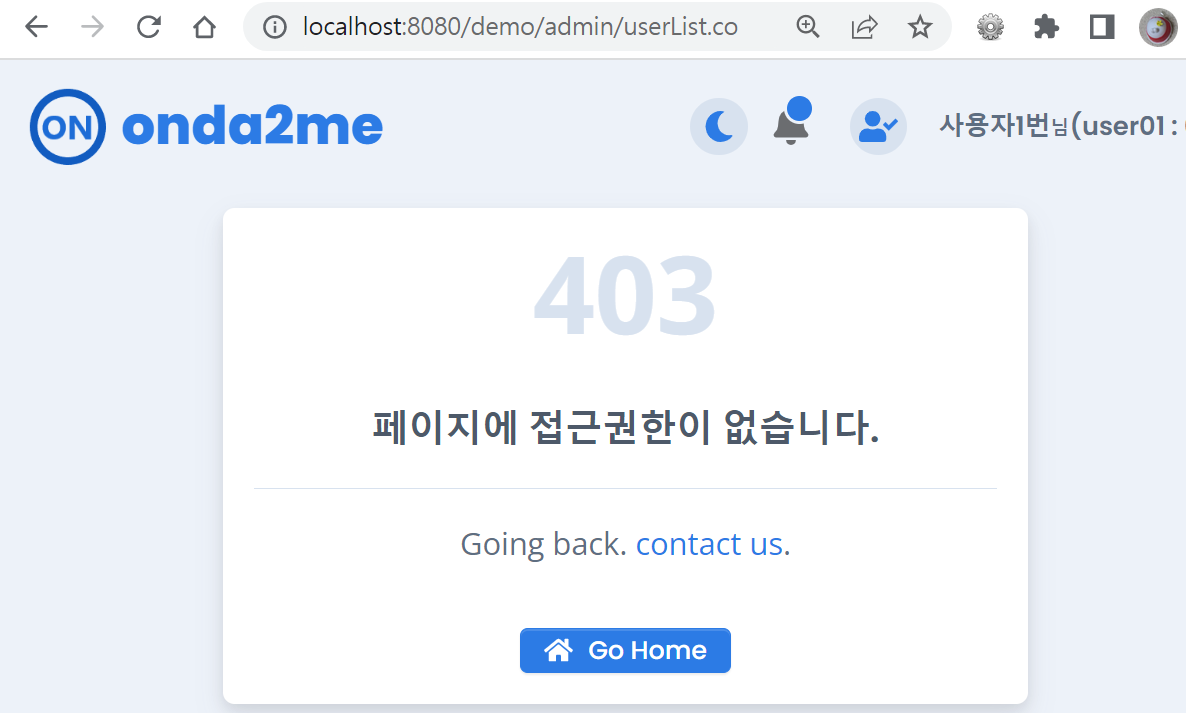 localhost:8080/demo/admin/userList.co
ON onda2me
사용자1번님(user01 :
403
페이지에 접근권한이 없습니다.
Going back. contact us.
Go Home